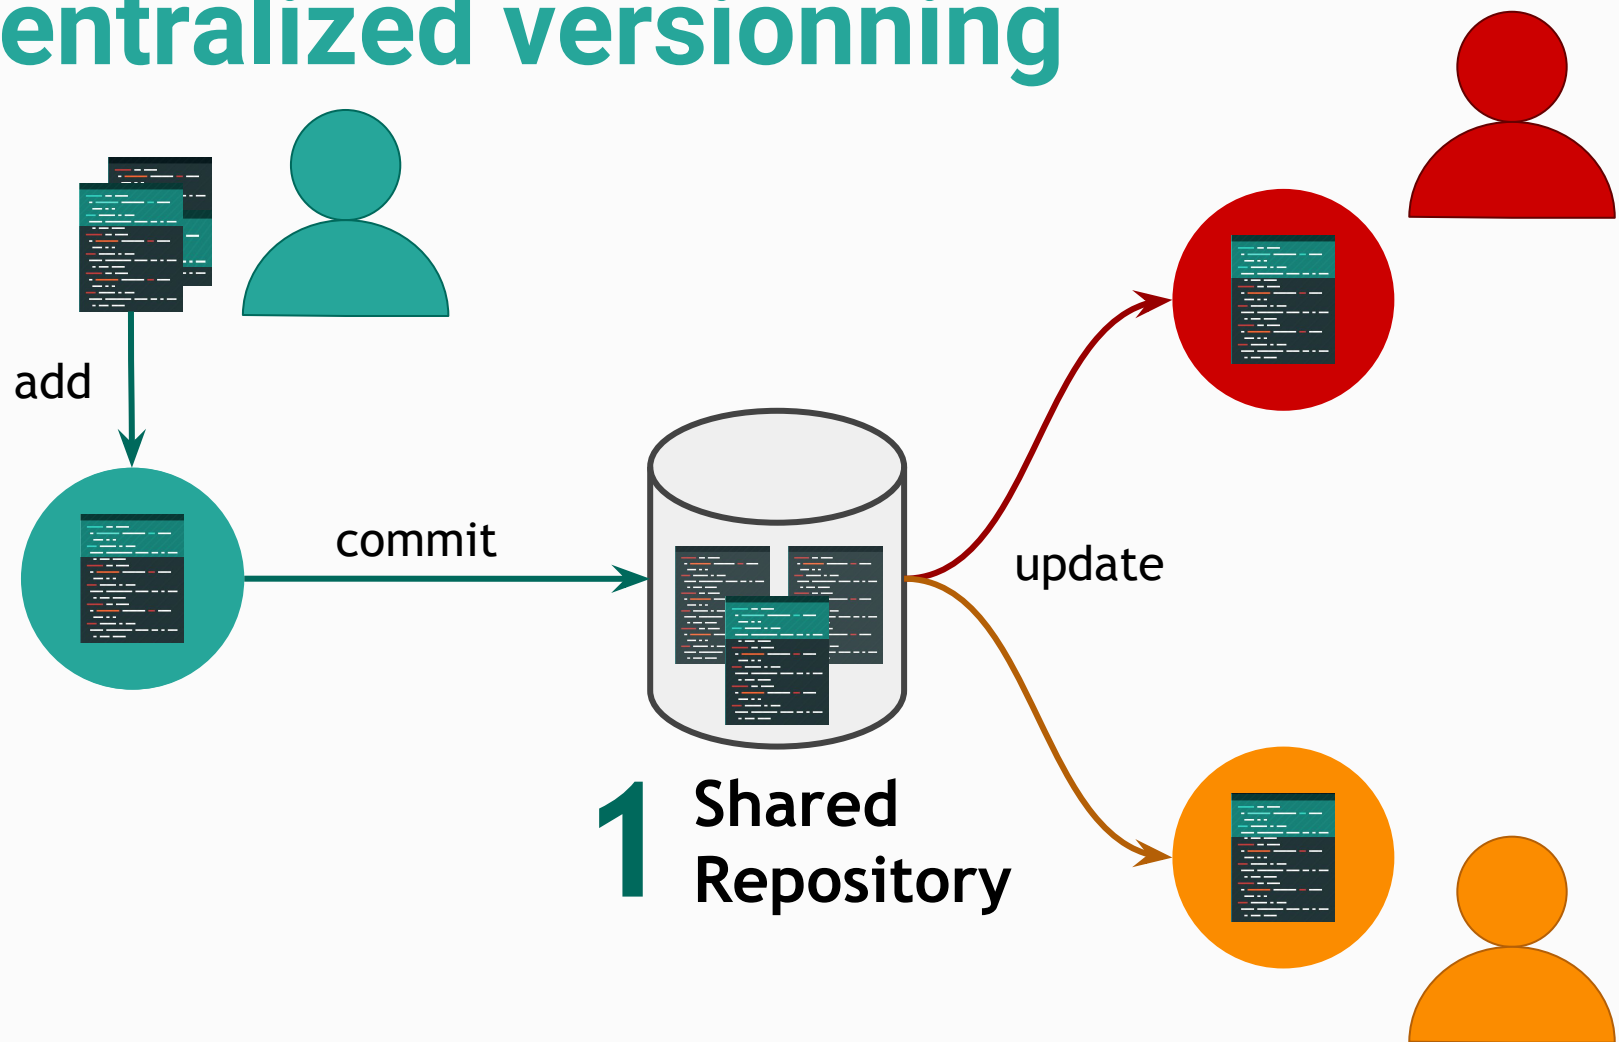 entralized versionning
add
commit
update
1 Shared
Repository